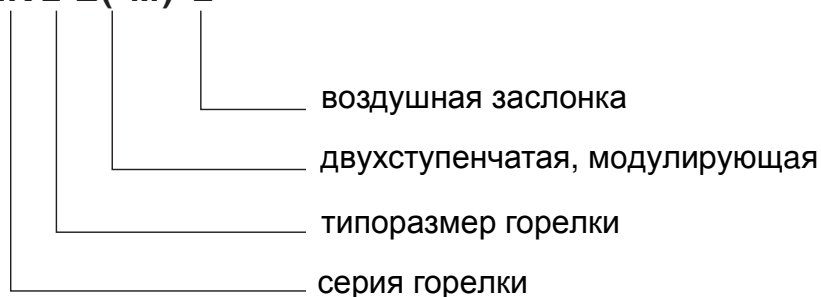 воздушная заслонка
двухступенчатая, модулирующая
типоразмер горелки
серия горелки